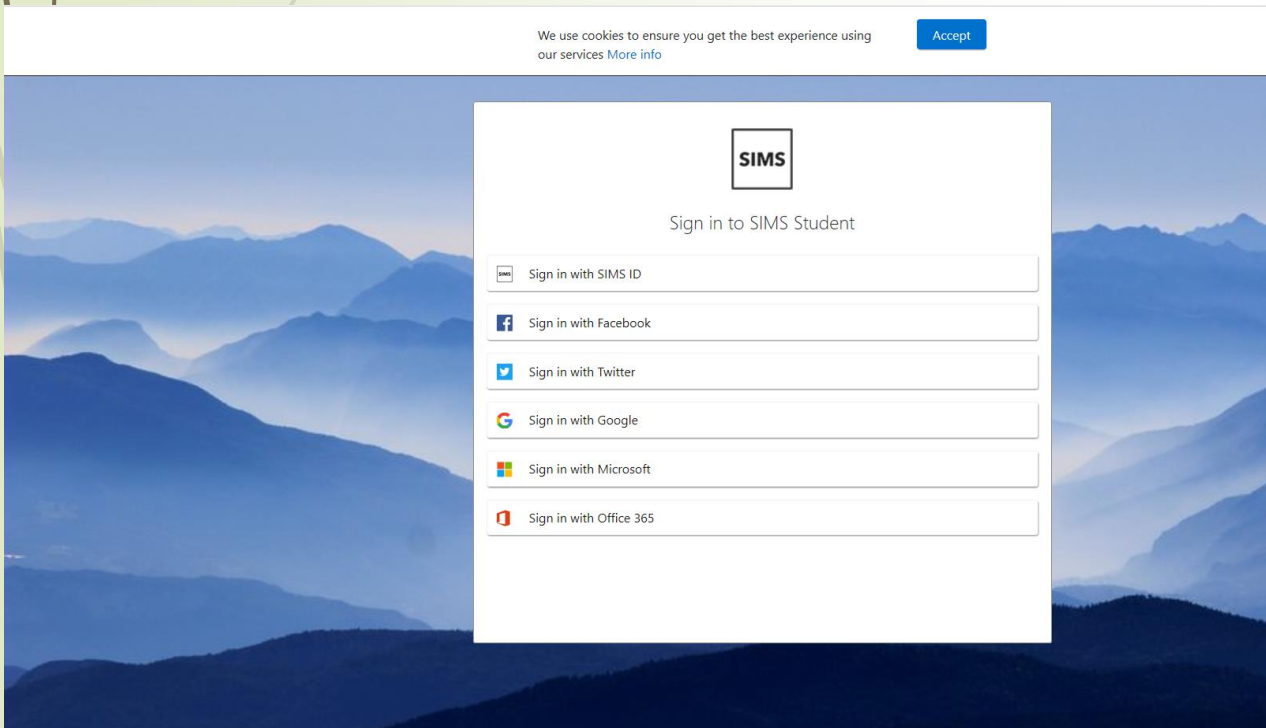 We use cookies to ensure you get the best experience using
our services More info
Accept
SIMS
Sign in to SIMS Student
SIMS
Sign in with SIMS ID
Sign in with Facebook
Sign in with Twitter
Sign in with Google
Sign in with Microsoft
Sign in with Office 365